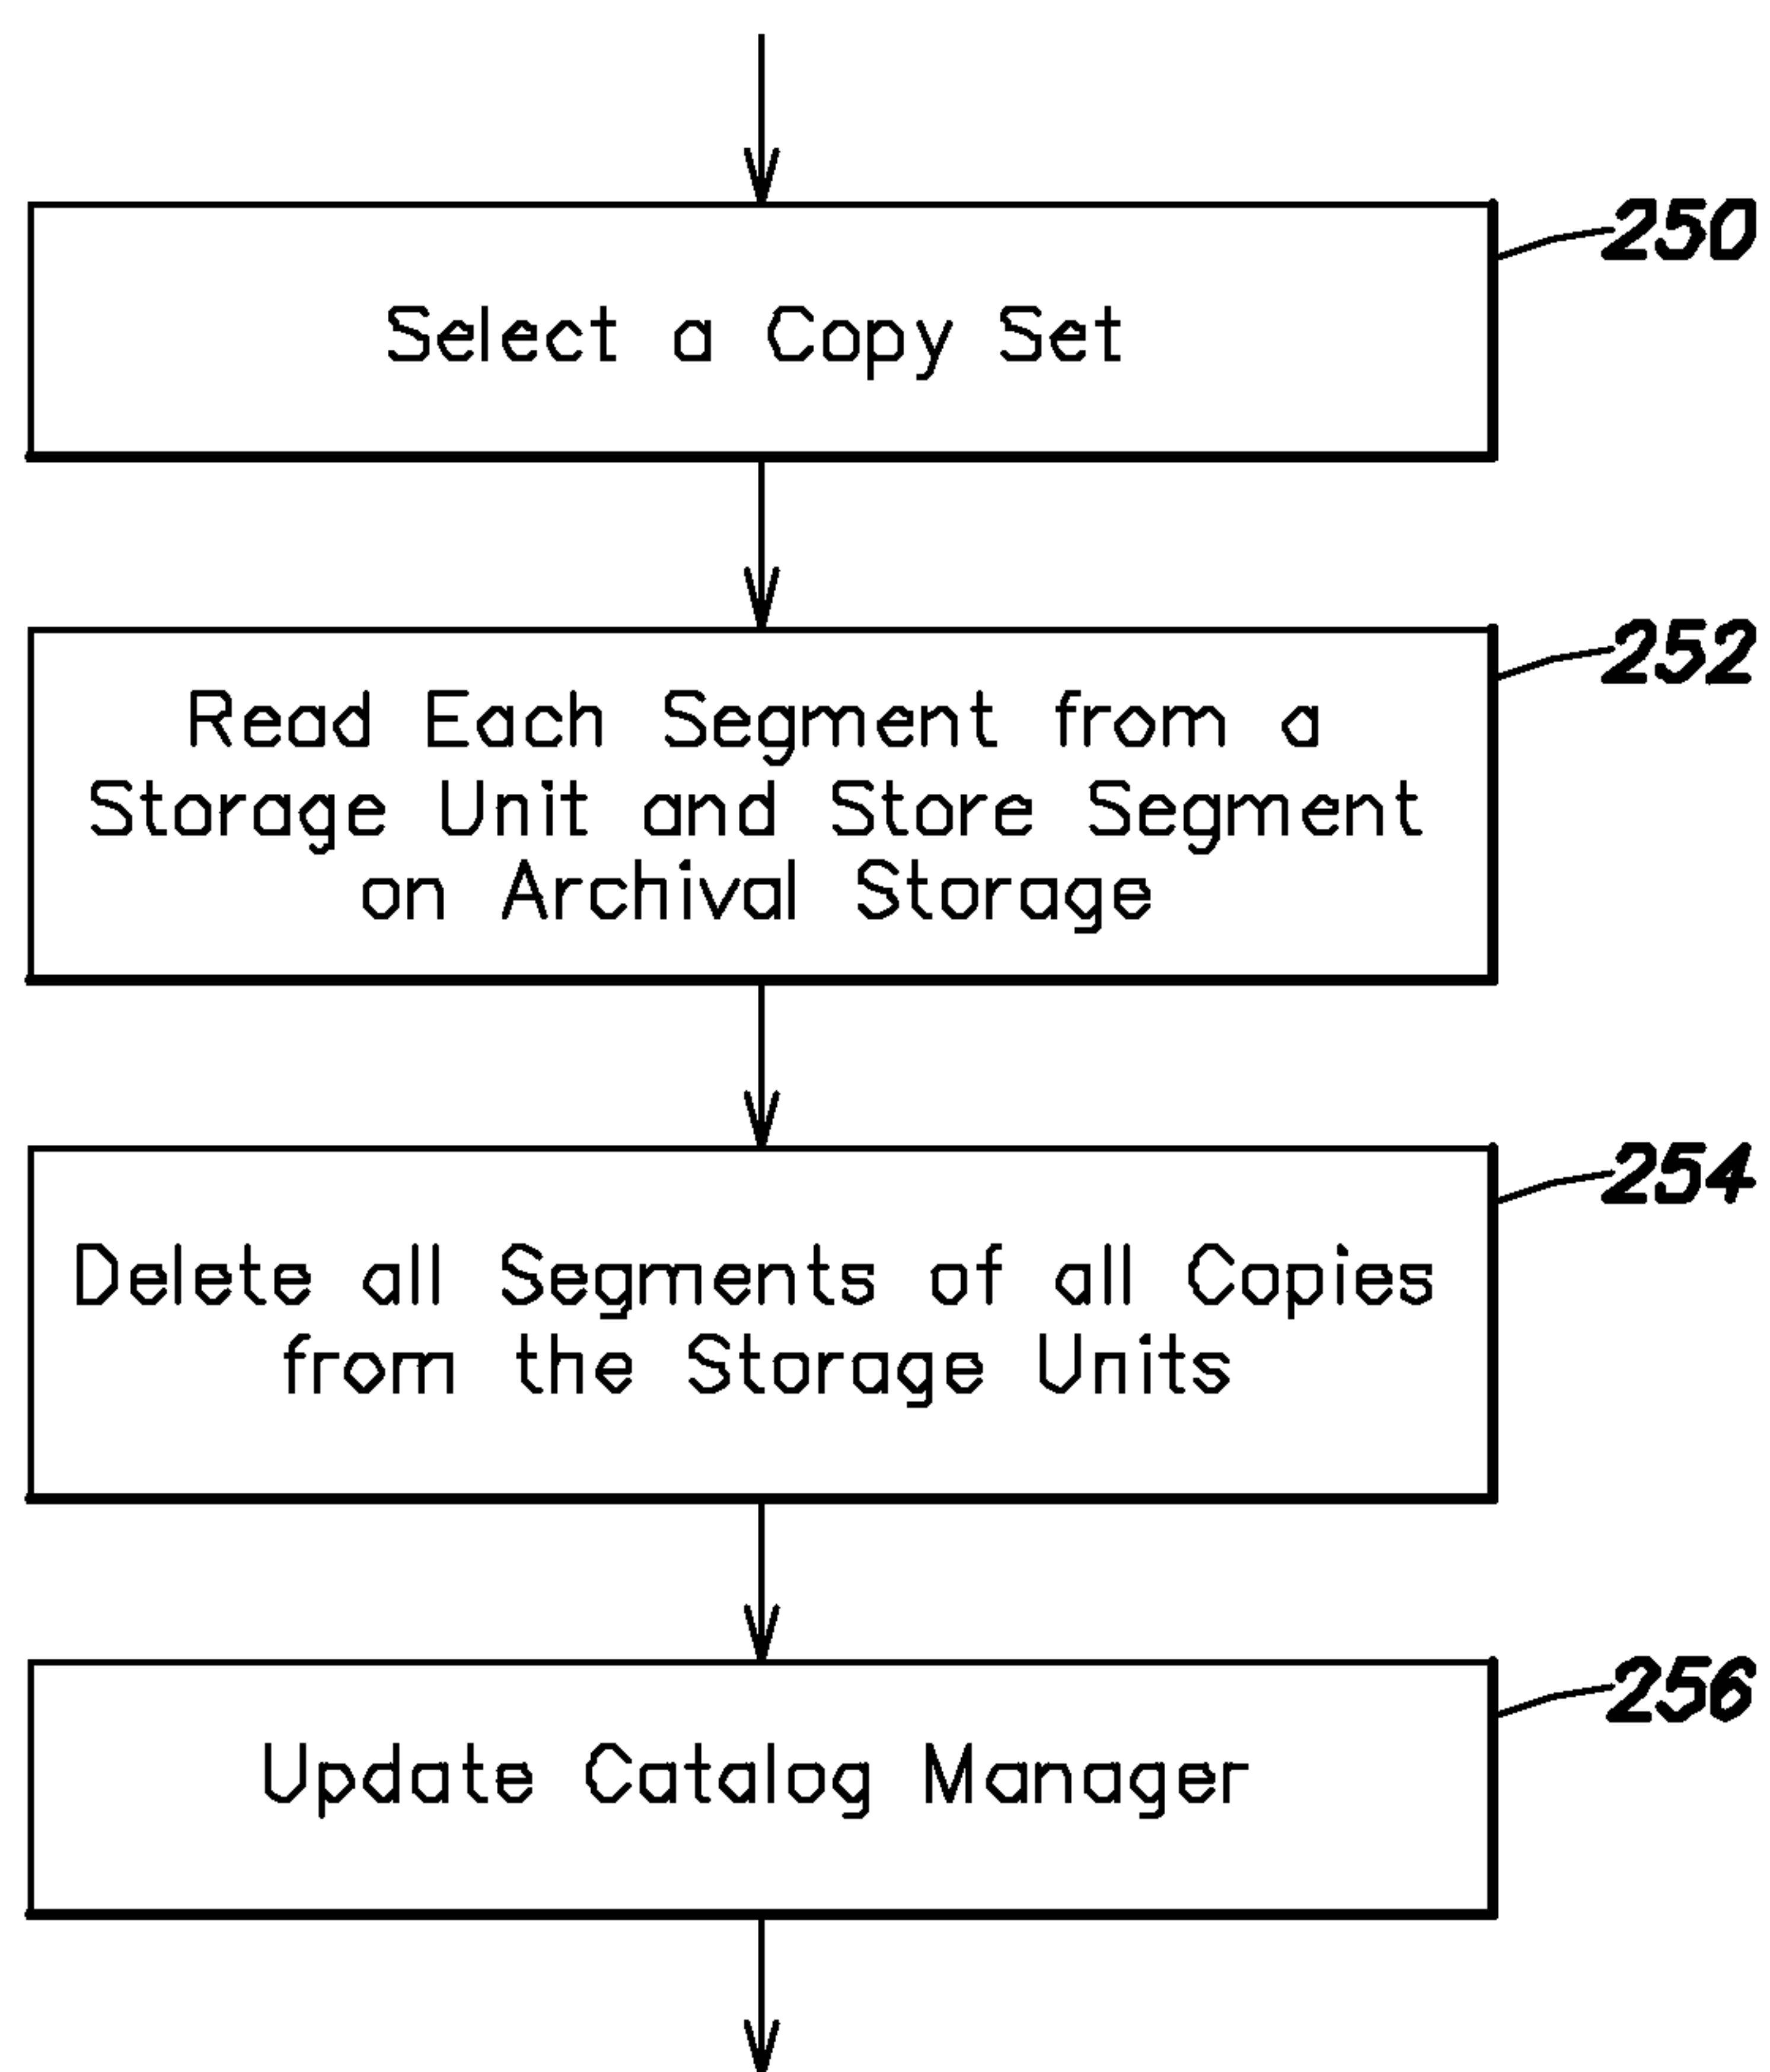 250
Select a Copy Set
252
Read Each Segment from a
Storage Unit and Store Segment
on Archival Storage
254
Delete all Segments of all Copies
from the Storage Units
256
Update Catalog Manager